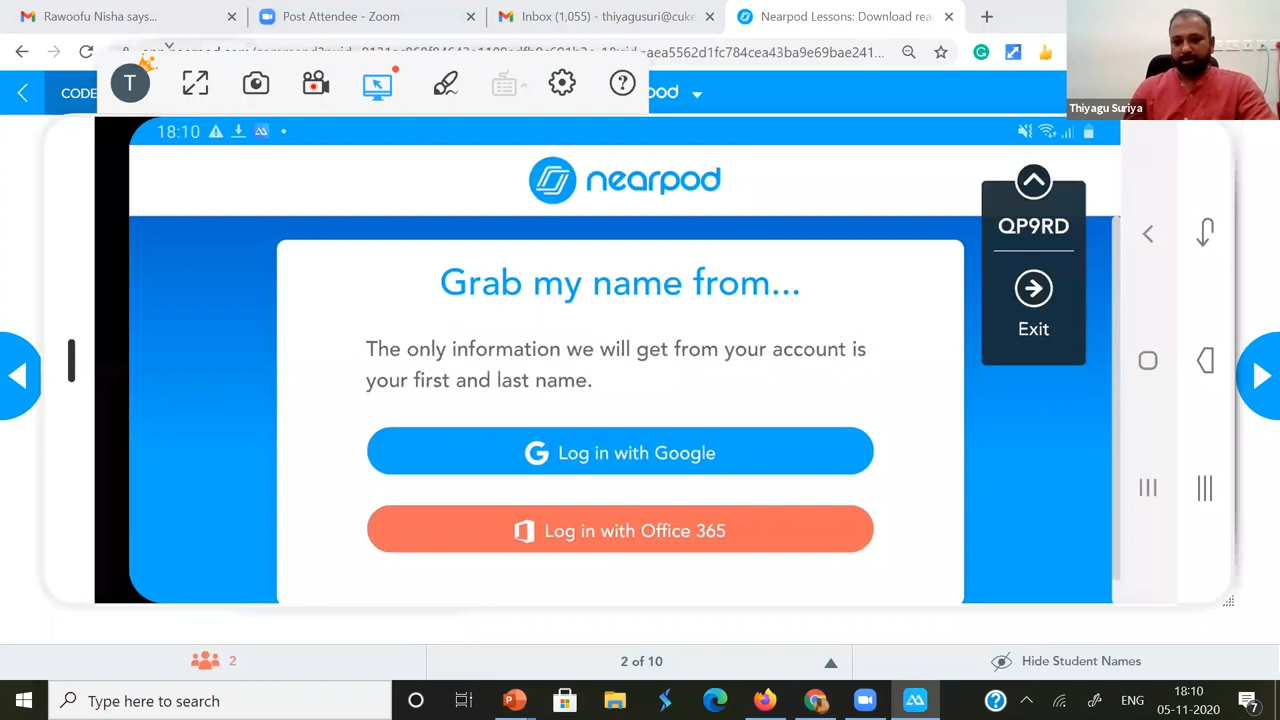 Rawoofu Nisha says...
Post Attendee - Zoom
Inbox (1,055) - thiyagusuri@cuk
Nearpod Lessons: Download rea
aea5562d1fc784cea43ba9e69bae241...
CODE
T
pod
Thiyagu Suriya
18:10
nearpod
QP9RD
Exit
Grab my name from...
The only information we will get from your account is
your first and last name.
Log in with Google
Log in with Office 365
2
2 of 10
Hide Student Names
Type here to search
ENG
18:10
05-11-2020
7